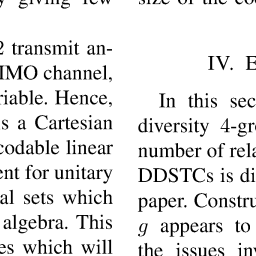 y giving few
2 transmit an-
IMO channel,
riable. Hence,
s a Cartesian
codable linear
ent for unitary
al sets which
algebra. This
es which will
size of the co
IV. E
In this sec
diversity 4-gr
number of rela
DDSTCs is di
paper. Constru
g appears to
the issues inv